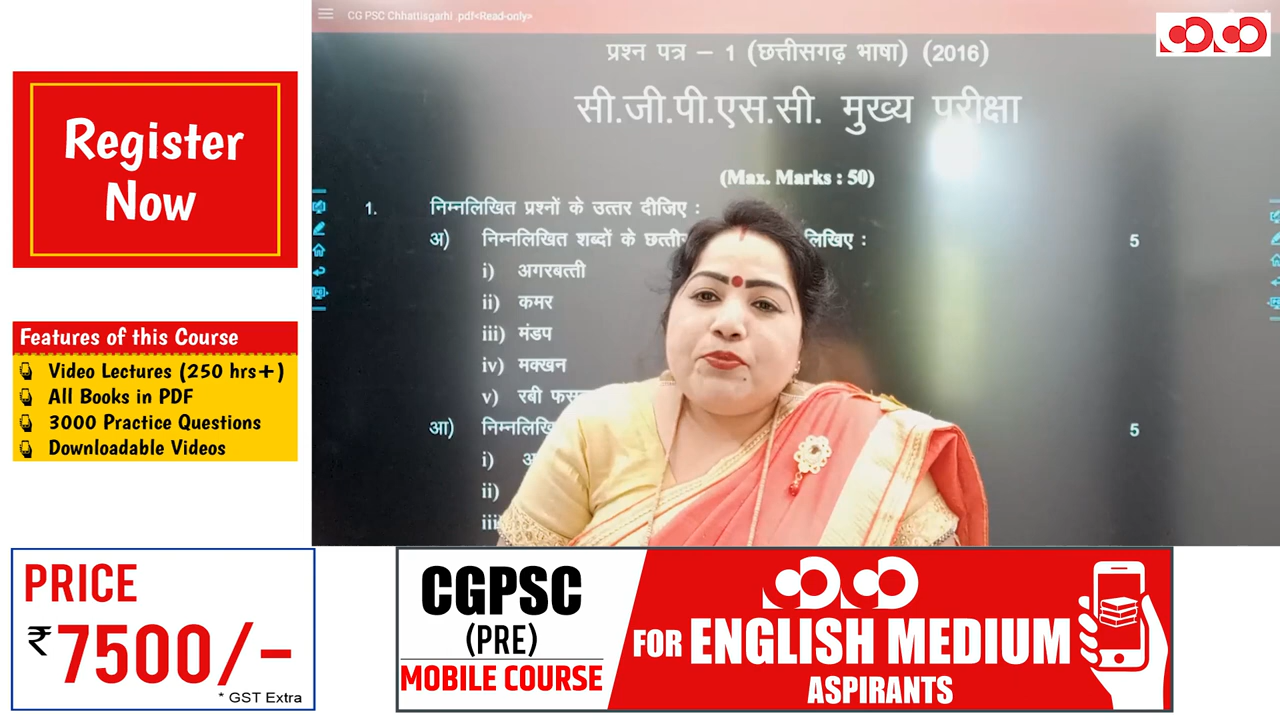 CG PSC Chhattisgarhi .pdf<Read-only>
प्रश्न पत्र – 1 (छत्तीसगढ़ भाषा) (2016)
सी.जी.पी.एस.सी. मुख्य परीक्षा
(Max. Marks : 50)
1. निम्नलिखित प्रश्नों के उत्तर दीजिए :
अ) निम्नलिखित शब्दों के लिखिए : 5
i) अगरबत्ती
ii) कमर
iii) मंडप
iv) मक्खन
v) रबी
आ) 5
i)
ii)
iii)
Register
Now
Features of this Course
Video Lectures (250 hrs+)
All Books in PDF
3000 Practice Questions
Downloadable Videos
PRICE
₹7500/-
* GST Extra
CGPSC
(PRE)
MOBILE COURSE
FOR ENGLISH MEDIUM
ASPIRANTS